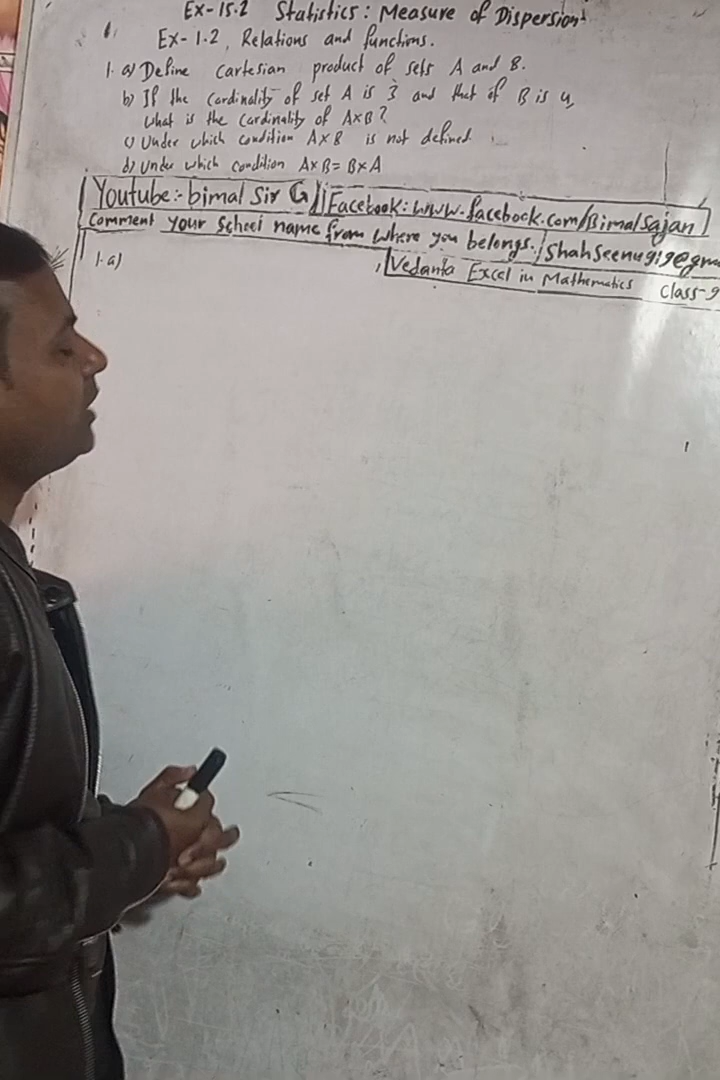 Ex-15.2 Statistics: Measure of Dispersion
Ex-1.2, Relations and functions.
1. a) Define cartesian product of sets A and B.
b) If the Cardinality of set A is 3 and that of B is 4,
what is the Cardinality of A×B?
c) Under which condition A×B is not defined
d) Under which condition A×B = B×A
Youtube:- bimal Sir G || Facebook: www.facebook.com/Bimalsajan
Comment your School name from where you belongs.
1. a)
Vedanta Excel in Mathematics Class-9